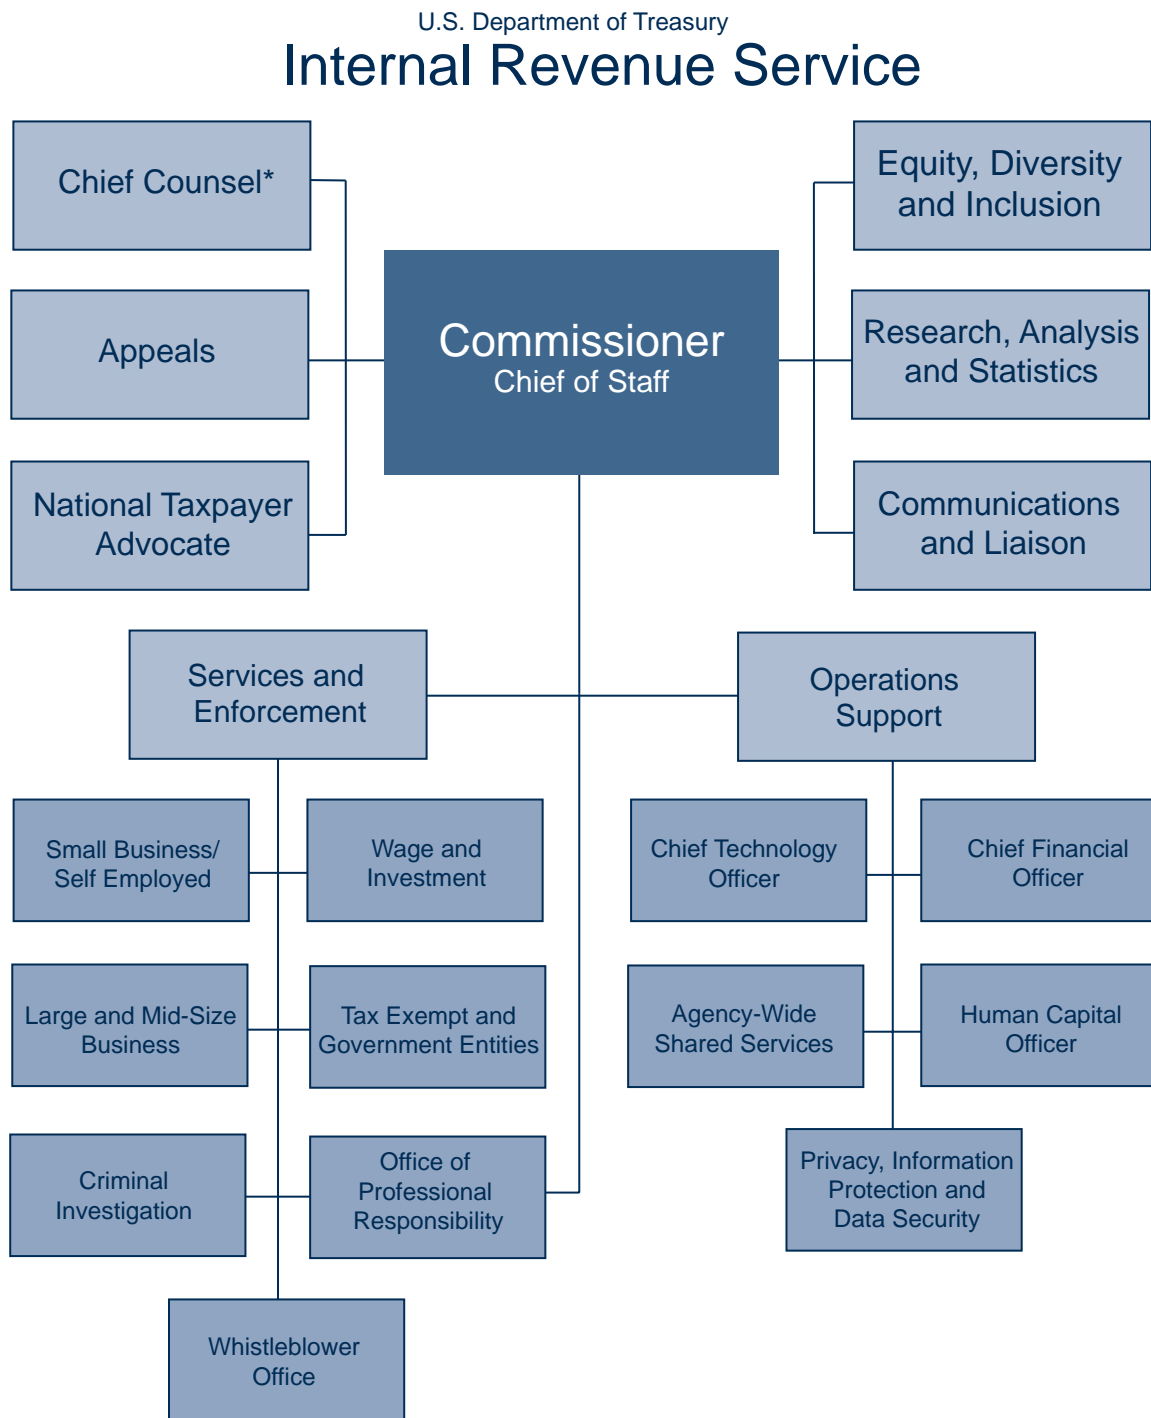 U.S. Department of Treasury
Internal Revenue Service
Chief Counsel*
Equity, Diversity
and Inclusion
Commissioner
Chief of Staff
Appeals
Research, Analysis
and Statistics
National Taxpayer
Advocate
Communications
and Liaison
Services and
Enforcement
Operations
Support
Small Business/
Self Employed
Wage and
Investment
Chief Technology
Officer
Chief Financial
Officer
Large and Mid-Size
Business
Tax Exempt and
Government Entities
Agency-Wide
Shared Services
Human Capital
Officer
Criminal
Investigation
Office of
Professional
Responsibility
Privacy, Information
Protection and
Data Security
Whistleblower
Office